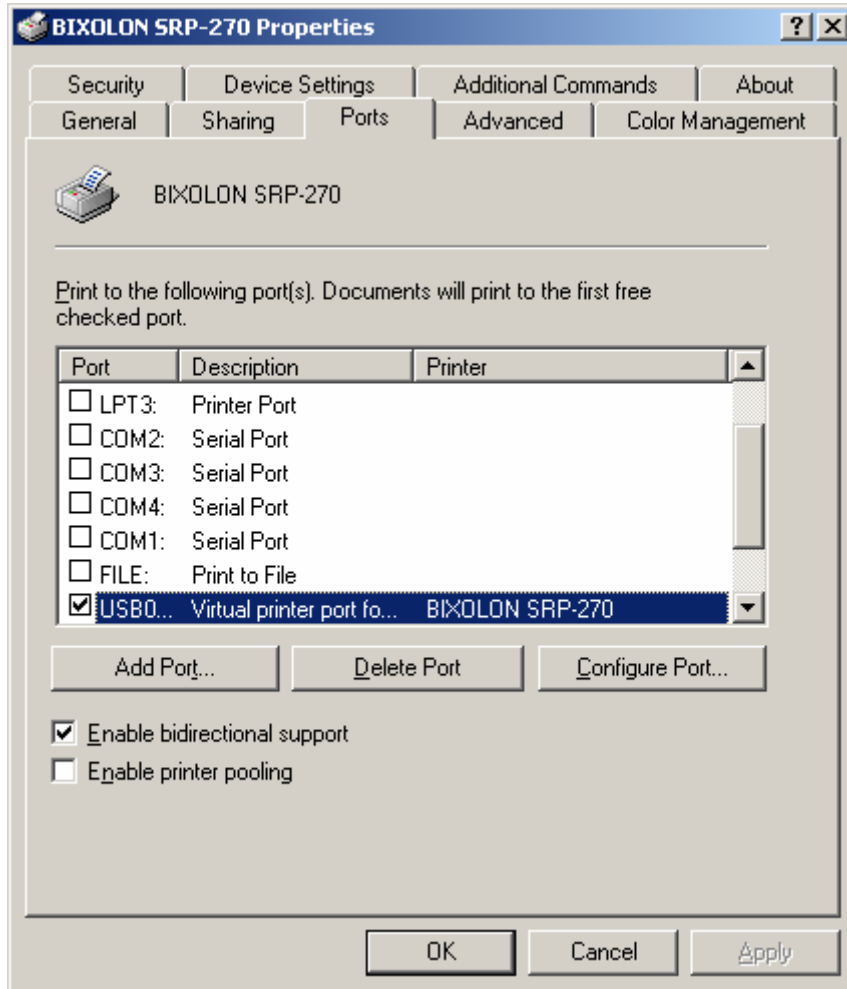 BIXOLON SRP-270 Properties
Security Device Settings Additional Commands About
General Sharing Ports Advanced Color Management
BIXOLON SRP-270
Print to the following port(s). Documents will print to the first free
checked port.
Port Description Printer
LPT3: Printer Port
COM2: Serial Port
COM3: Serial Port
COM4: Serial Port
COM1: Serial Port
FILE: Print to File
USB0... Virtual printer port fo... BIXOLON SRP-270
Add Port... Delete Port Configure Port...
Enable bidirectional support
Enable printer pooling
OK Cancel Apply